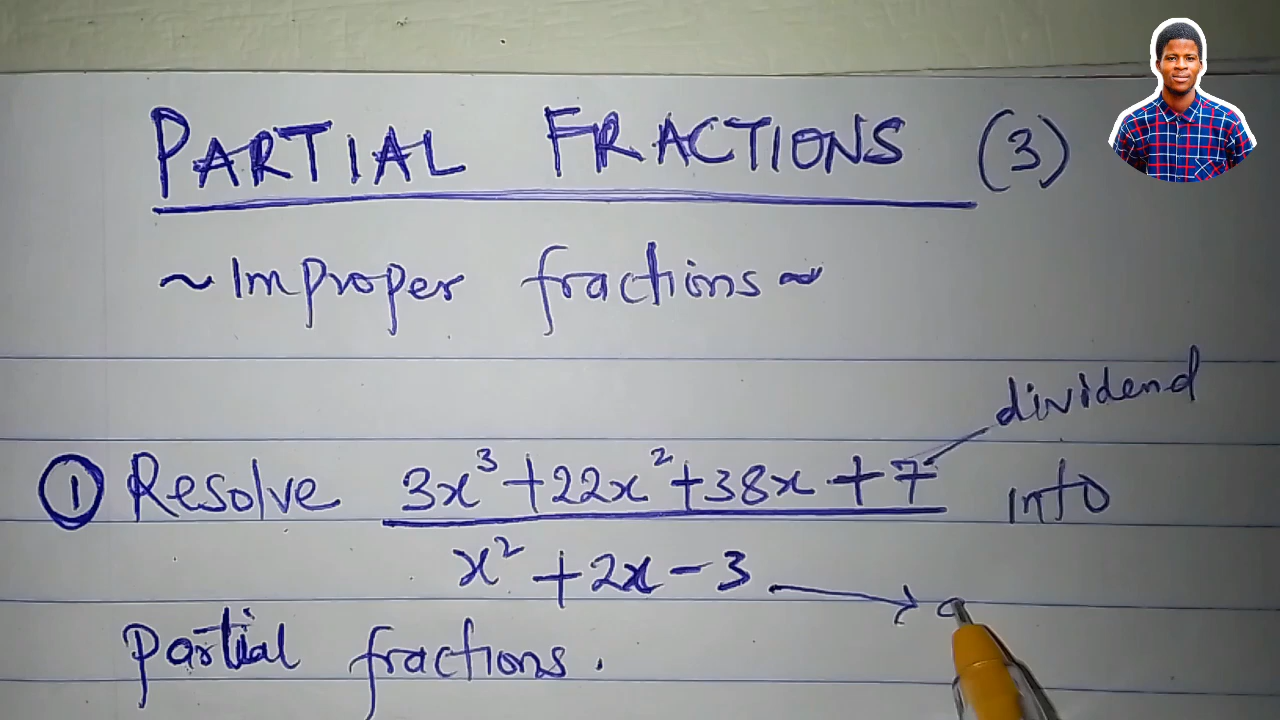 PARTIAL FRACTIONS (3)
~ Improper fractions ~
dividend
① Resolve 3x³ + 22x² + 38x + 7 into
x² + 2x - 3
Partial fractions.